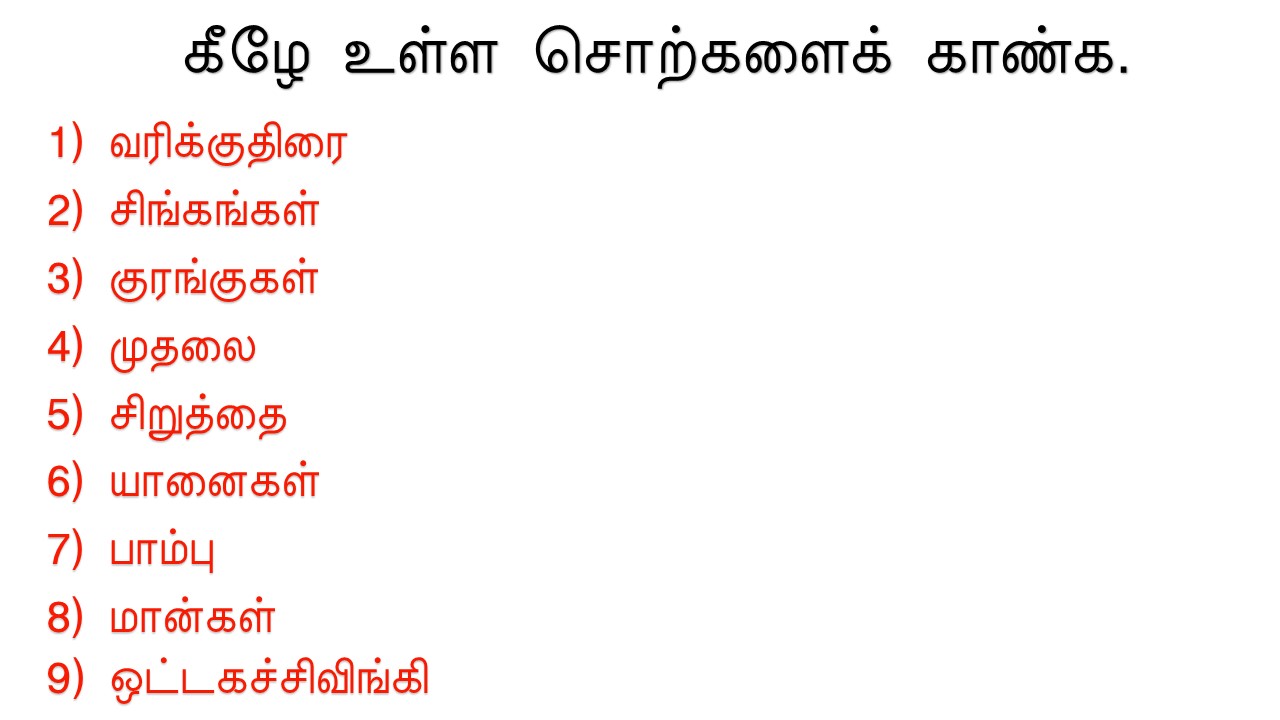 கீழே உள்ள சொற்களைக் காண்க.
1) வரிக்குதிரை
2) சிங்கங்கள்
3) குரங்குகள்
4) முதலை
5) சிறுத்தை
6) யானைகள்
7) பாம்பு
8) மான்கள்
9) ஒட்டகச்சிவிங்கி